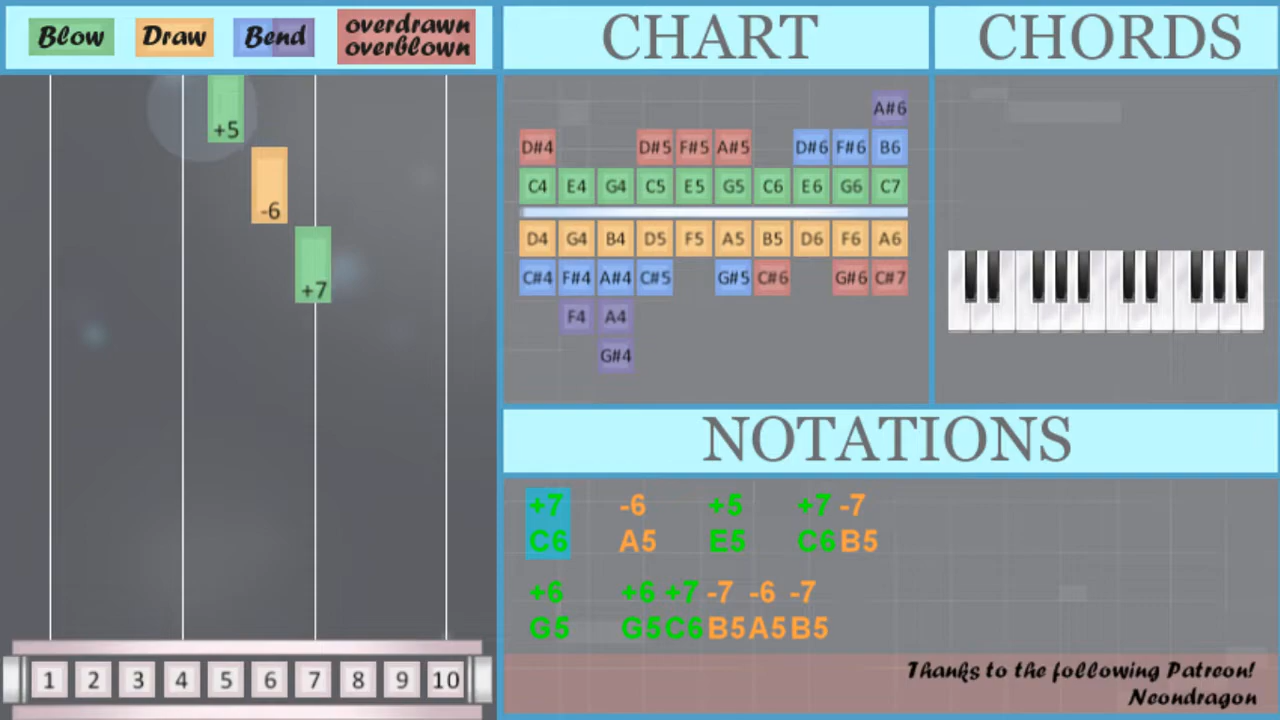 Blow Draw Bend overdrawn
overblown
CHART
CHORDS
+5
-6
+7
A#6
D#4 D#5 F#5 A#5 D#6 F#6 B6
C4 E4 G4 C5 E5 G5 C6 E6 G6 C7
D4 G4 B4 D5 F5 A5 B5 D6 F6 A6
C#4 F#4 A#4 C#5 G#5 C#6 G#6 C#7
F4 A4
G#4
NOTATIONS
+7 -6 +5 +7 -7
C6 A5 E5 C6 B5
+6 +6 +7 -7 -6 -7
G5 G5 C6 B5 A5 B5
1 2 3 4 5 6 7 8 9 10
Thanks to the following Patreon!
Neondragon